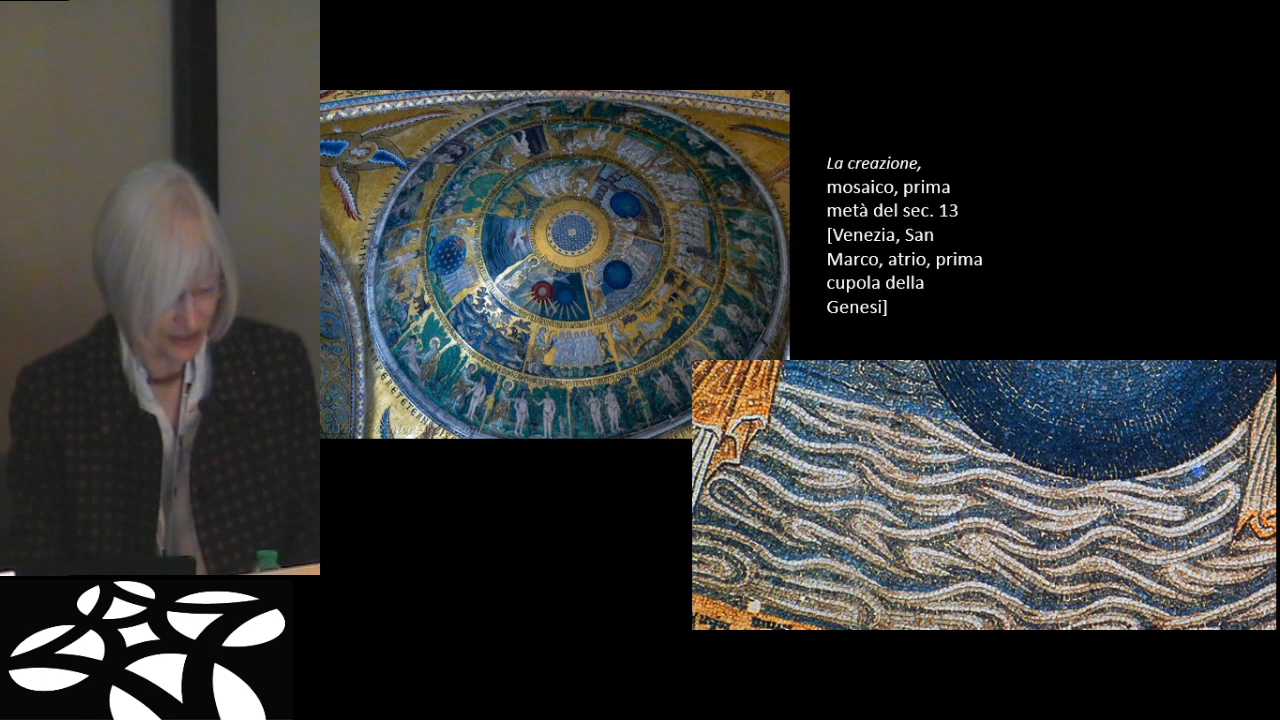 La creazione,
mosaico, prima
metà del sec. 13
[Venezia, San
Marco, atrio, prima
cupola della
Genesi]